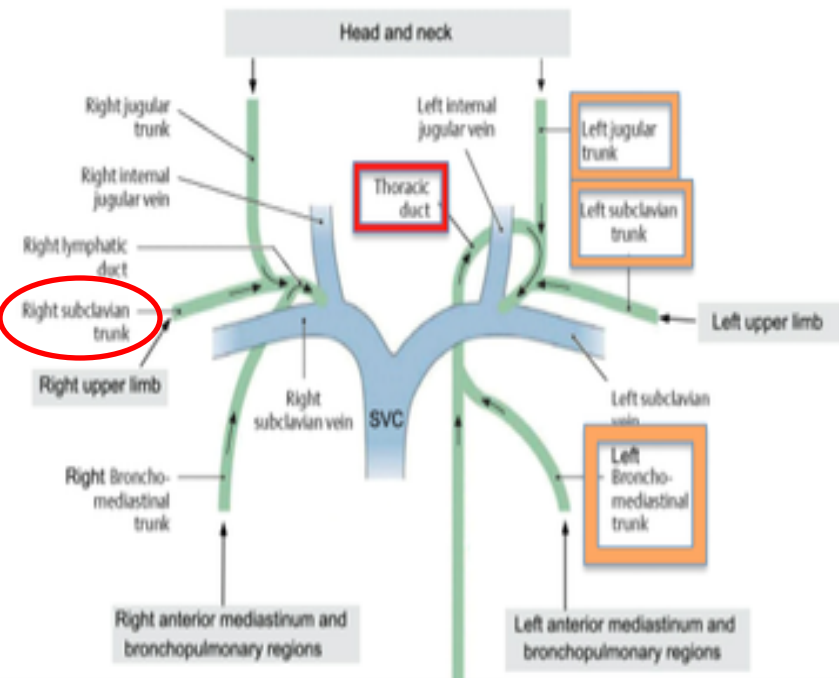 Head and neck
Right jugular
trunk
Left internal
jugular vein
Left jugular
trunk
Right internal
jugular vein
Thoracic
duct
Left subclavian
trunk
Right lymphatic
duct
Right subclavian
trunk
Left upper limb
Right upper limb
Right
subclavian vein
SVC
Left subclavian
vein
Right Broncho-
mediastinal
trunk
Left
Broncho-
mediastinal
trunk
Right anterior mediastinum and
bronchopulmonary regions
Left anterior mediastinum and
bronchopulmonary regions